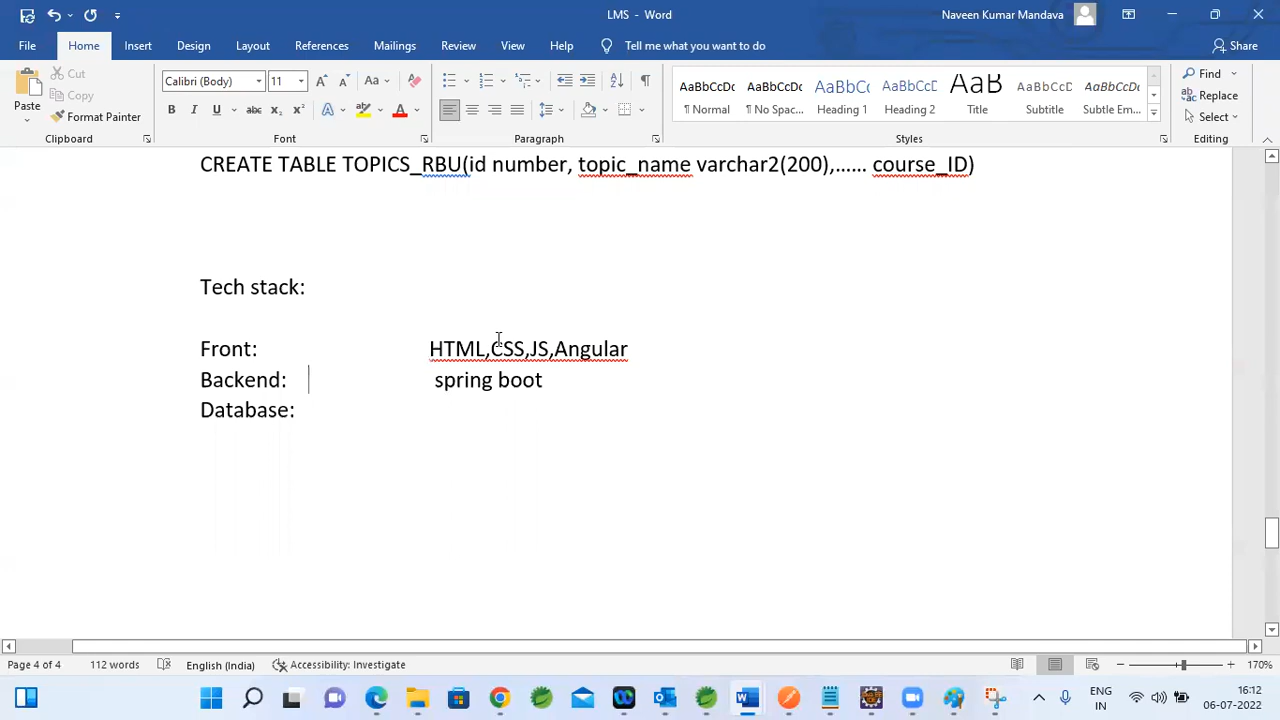 LMS - Word
Naveen Kumar Mandava
File Home Insert Design Layout References Mailings Review View Help Tell me what you want to do Share
Paste
Cut
Copy
Format Painter
Clipboard
Calibri (Body) 11
Font
Paragraph
AaBbCcDc AaBbCcDc AaBbCc AaBbCcD AaB AaBbCcD AaBbCcDc
¶ Normal ¶ No Spac... Heading 1 Heading 2 Title Subtitle Subtle Em...
Styles
Find
Replace
Select
Editing
CREATE TABLE TOPICS_RBU(id number, topic_name varchar2(200),...... course_ID)
Tech stack:
Front: HTML,CSS,JS,Angular
Backend: spring boot
Database:
Page 4 of 4 112 words English (India) Accessibility: Investigate 170%
ENG
IN
16:12
06-07-2022